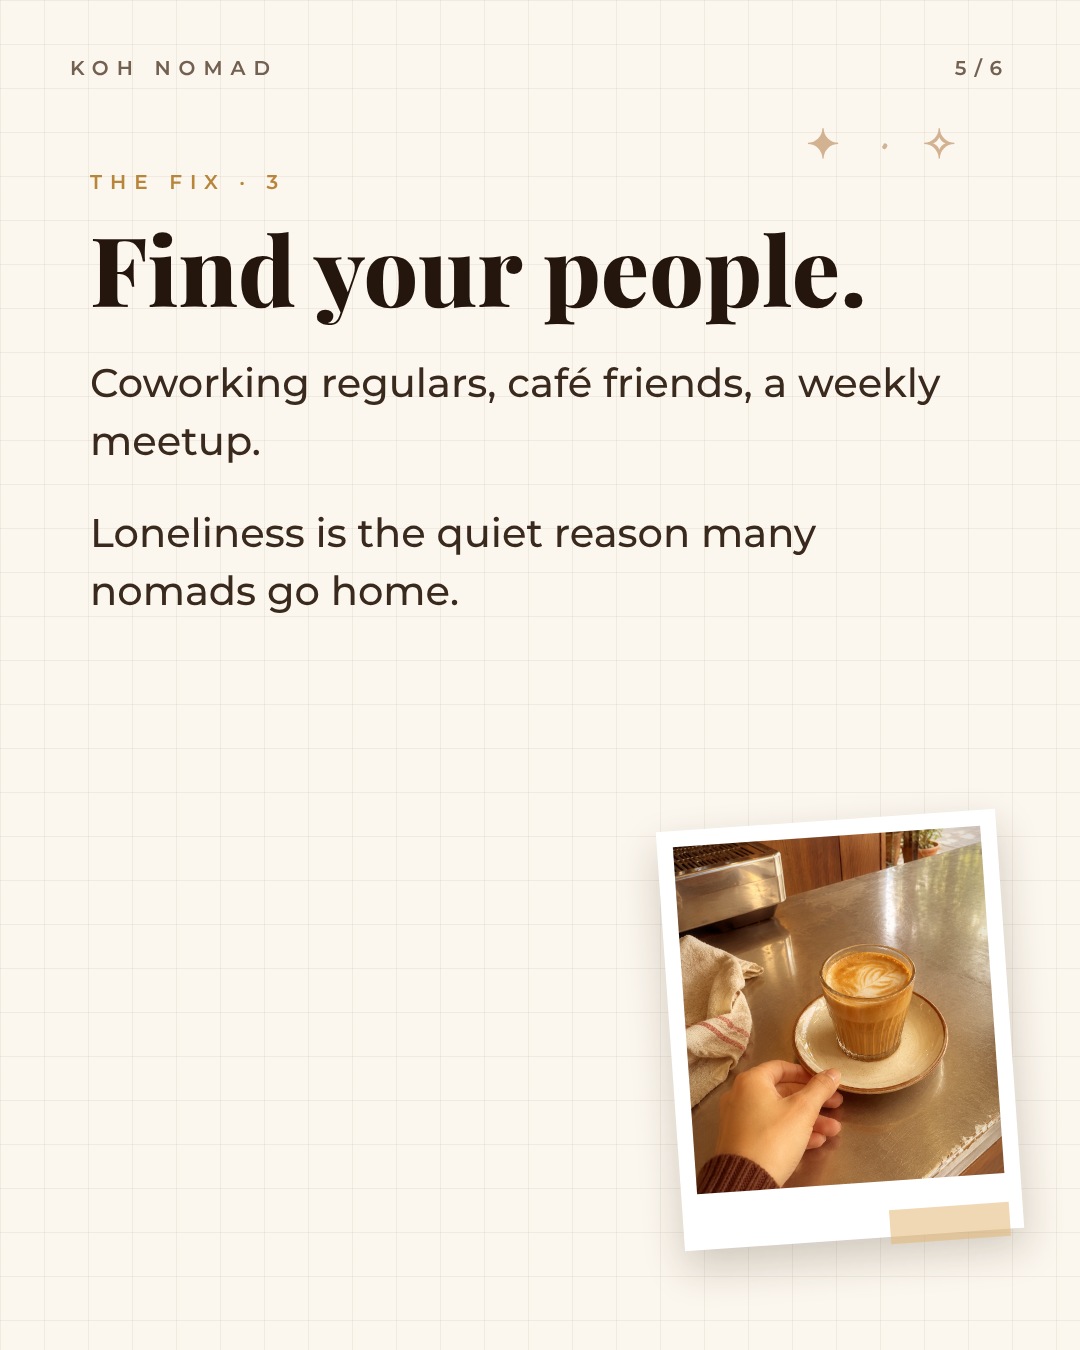 KOH NOMAD
5/6
THE FIX · 3
Find your people.
Coworking regulars, café friends, a weekly
meetup.
Loneliness is the quiet reason many
nomads go home.